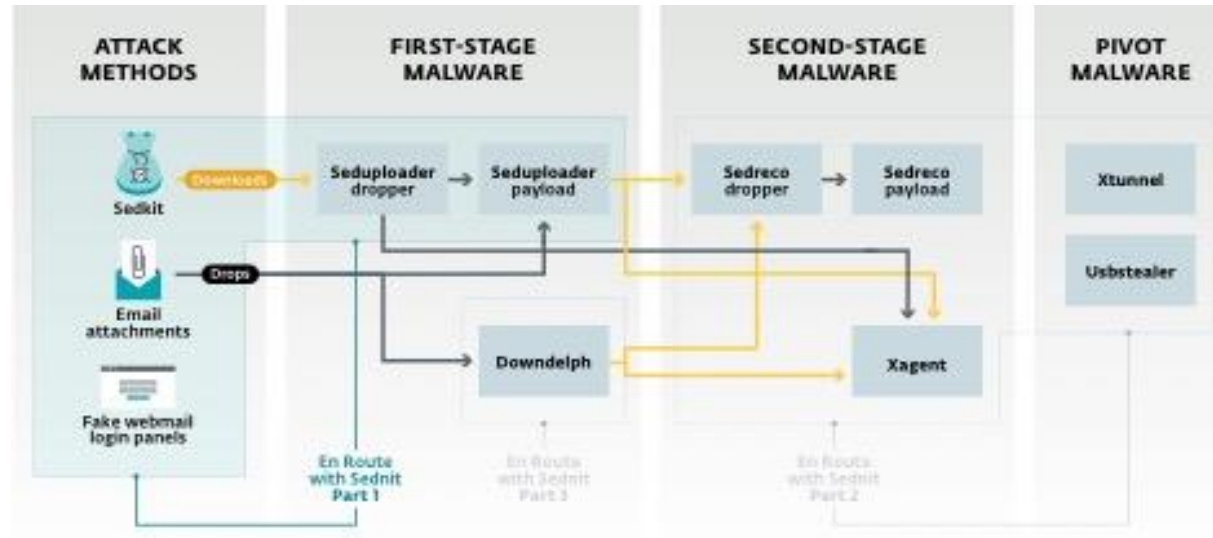 ATTACK
METHODS
FIRST-STAGE
MALWARE
SECOND-STAGE
MALWARE
PIVOT
MALWARE
Sedkit
Downloads
Seduploader
dropper
Seduploader
payload
Sedreco
dropper
Sedreco
payload
Xtunnel
Usbstealer
Email
attachments
Drops
Downdelph
Xagent
Fake webmail
login panels
En Route
with Sednit
Part 1
En Route
with Sednit
Part 3
En Route
with Sednit
Part 2